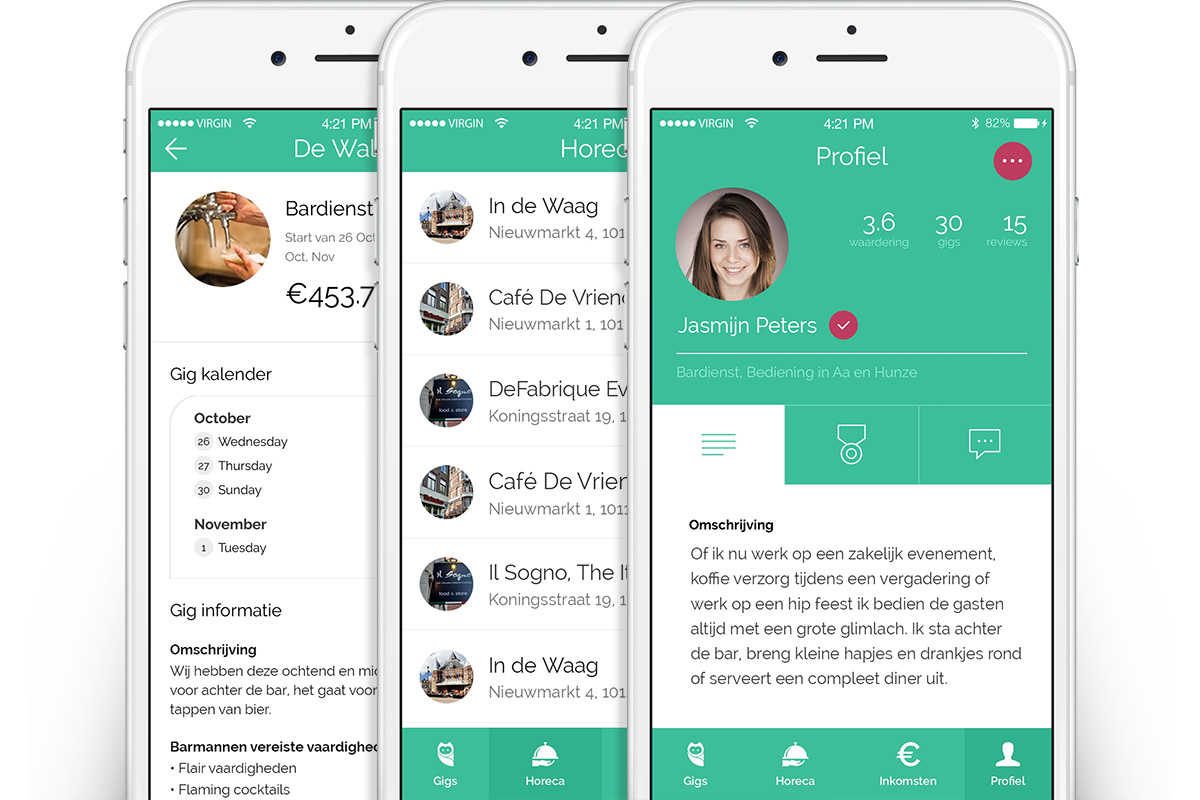 VIRGIN 4:21 PM
De Wal
Bardienst
Start van 26 Oct
Oct, Nov
€453.7
Gig kalender
October
26 Wednesday
27 Thursday
30 Sunday
November
1 Tuesday
Gig informatie
Omschrijving
Wij hebben deze ochtend en mid
voor achter de bar, het gaat voor
tappen van bier.
Barmannen vereiste vaardighed
• Flair vaardigheden
• Flaming cocktails
VIRGIN 4:21 PM
Horec
In de Waag
Nieuwmarkt 4, 101
Café De Vriend
Nieuwmarkt 1, 101
DeFabrique Ev
Koningsstraat 19, 1
Café De Vrien
Nieuwmarkt 1, 1011
Il Sogno, The It
Koningsstraat 19, 1
In de Waag
Nieuwmarkt 4, 101
Gigs Horeca
VIRGIN 4:21 PM 82%
Profiel
3.6 30 15
waardering gigs reviews
Jasmijn Peters
Bardienst, Bediening in Aa en Hunze
Omschrijving
Of ik nu werk op een zakelijk evenement,
koffie verzorg tijdens een vergadering of
werk op een hip feest ik bedien de gasten
altijd met een grote glimlach. Ik sta achter
de bar, breng kleine hapjes en drankjes rond
of serveert een compleet diner uit.
Gigs Horeca Inkomsten Profiel